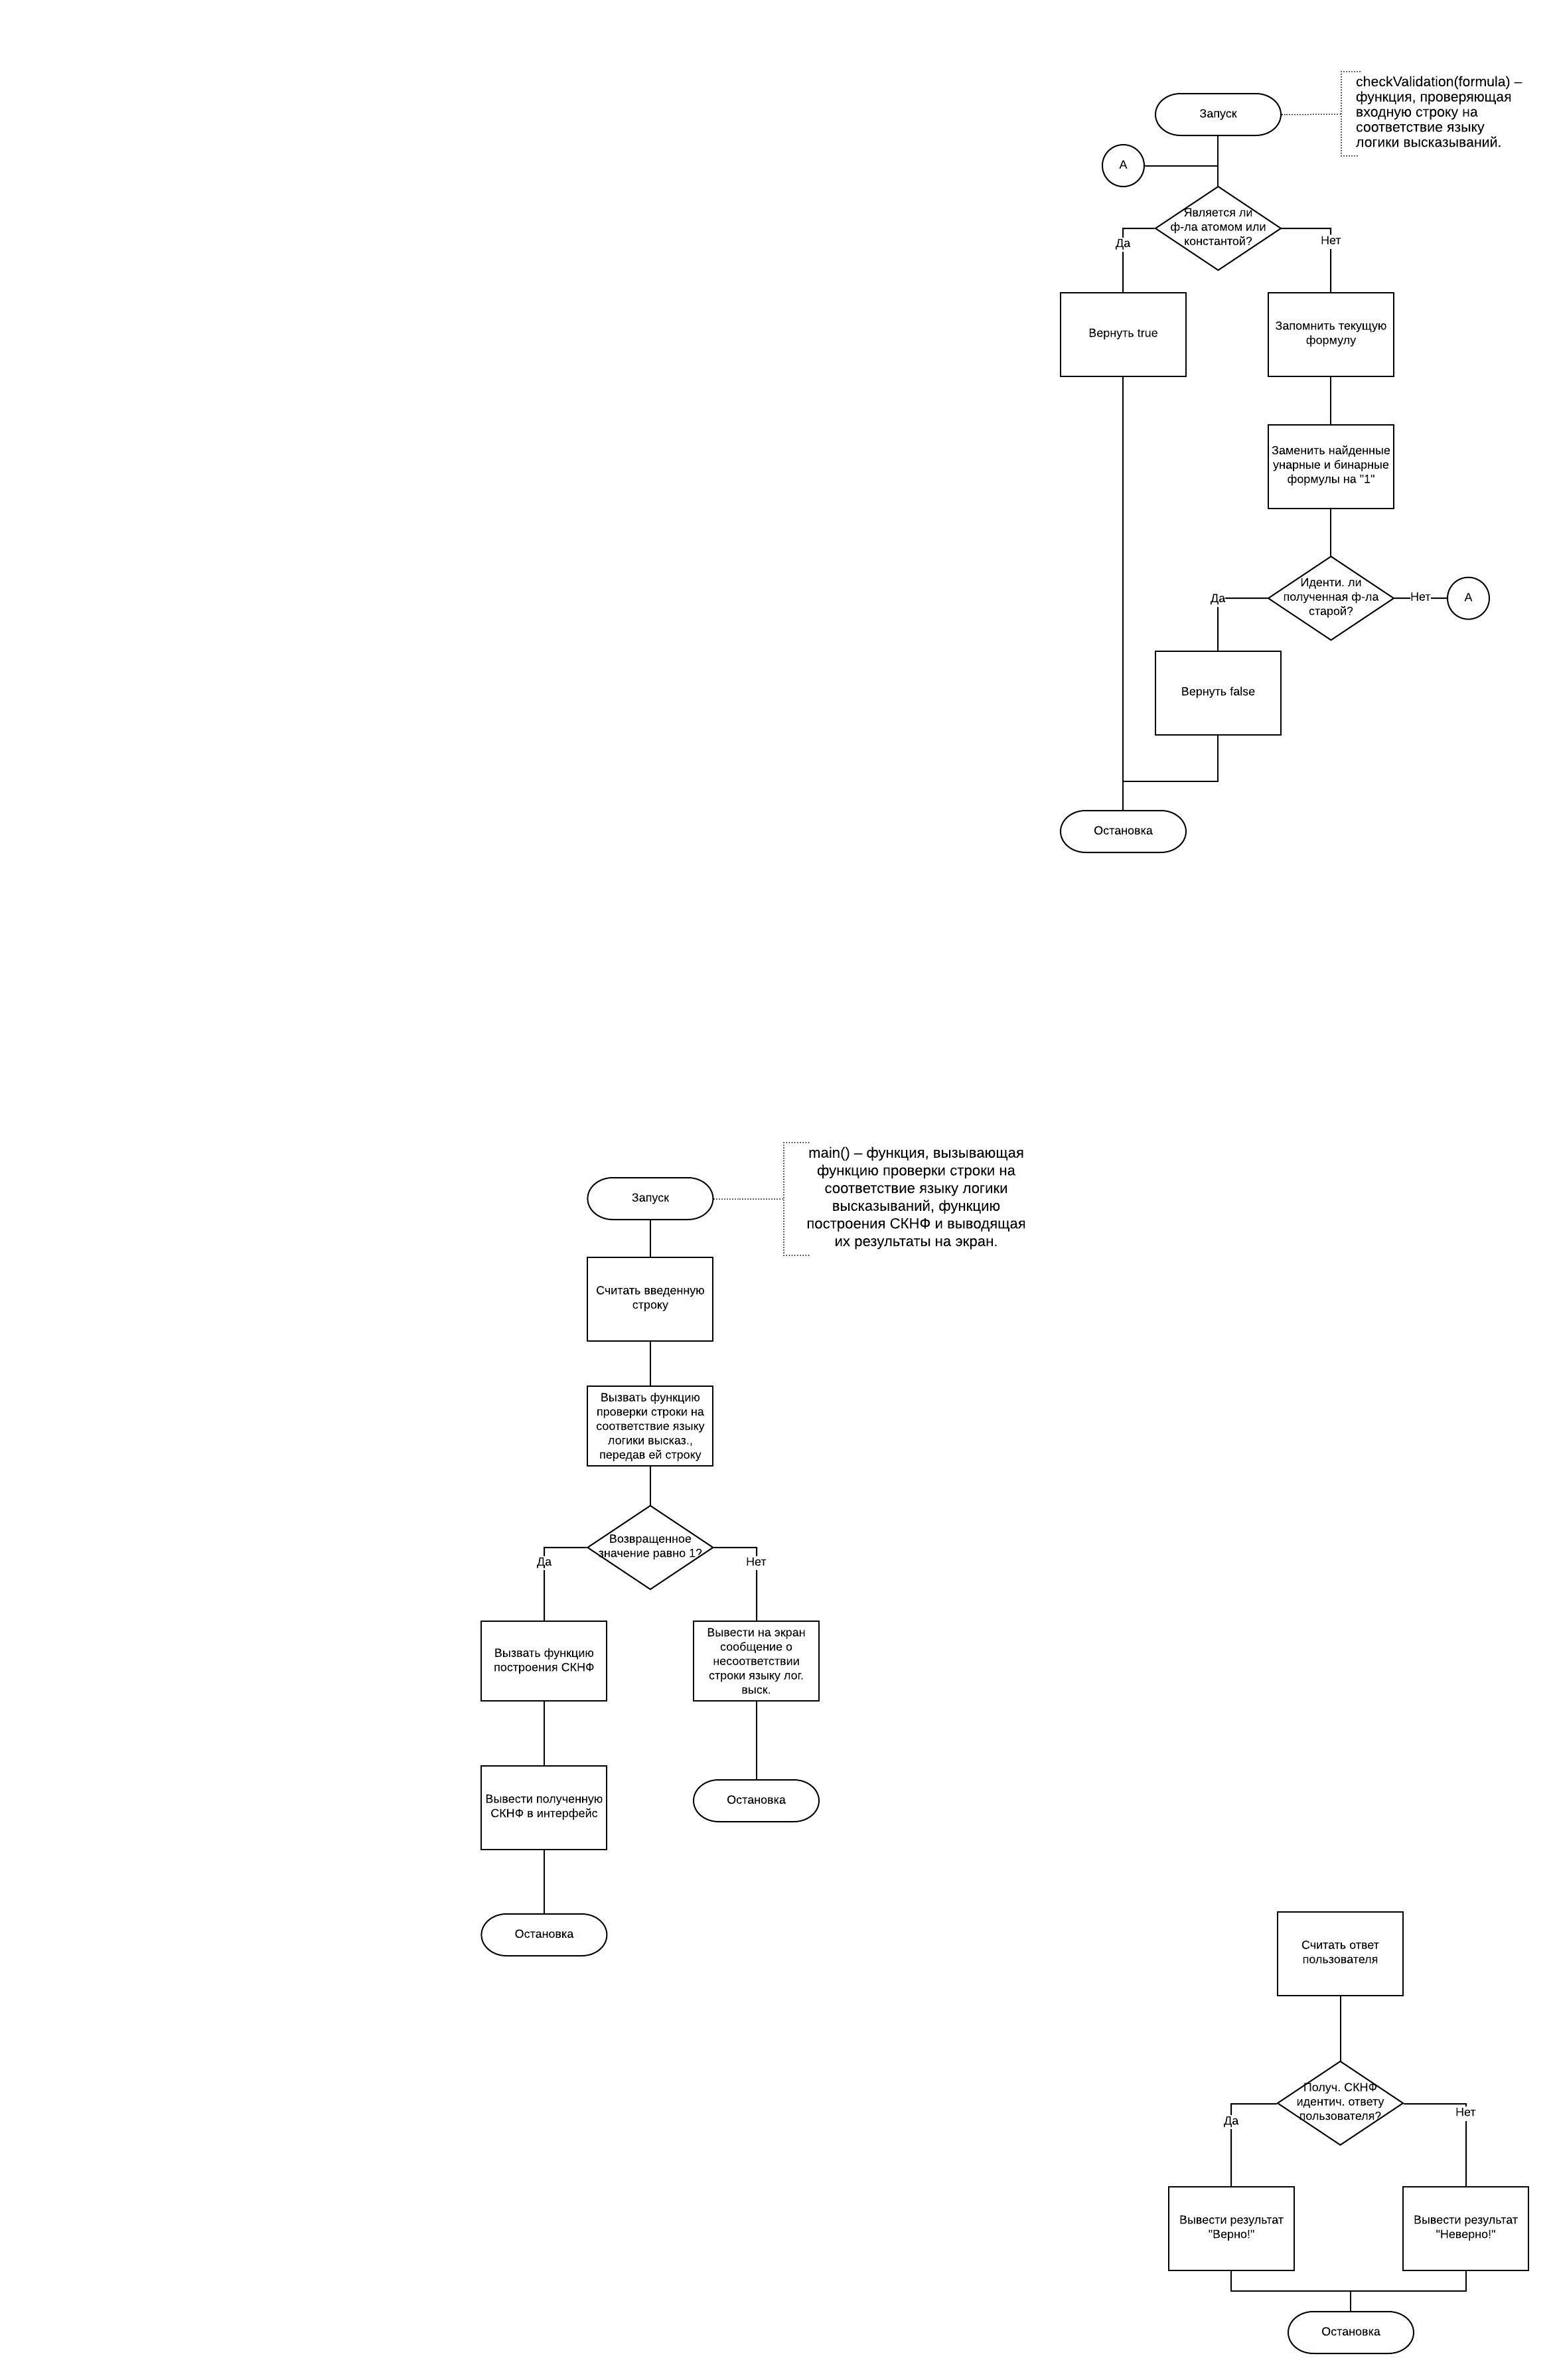 checkValidation(formula) –
функция, проверяющая
входную строку на
соответствие языку
логики высказываний.
Запуск
A
Является ли
ф-ла атомом или
константой?
Да
Нет
Вернуть true
Запомнить текущую
формулу
Заменить найденные
унарные и бинарные
формулы на "1"
Иденти. ли
полученная ф-ла
старой?
Да
Нет
A
Вернуть false
Остановка
main() – функция, вызывающая
функцию проверки строки на
соответствие языку логики
высказываний, функцию
построения СКНФ и выводящая
их результаты на экран.
Запуск
Считать введенную
строку
Вызвать функцию
проверки строки на
соответствие языку
логики высказ.,
передав ей строку
Возвращенное
значение равно 1?
Да
Нет
Вызвать функцию
построения СКНФ
Вывести на экран
сообщение о
несоответствии
строки языку лог.
выск.
Вывести полученную
СКНФ в интерфейс
Остановка
Остановка
Считать ответ
пользователя
Получ. СКНФ
идентич. ответу
пользователя?
Да
Нет
Вывести результат
"Верно!"
Вывести результат
"Неверно!"
Остановка